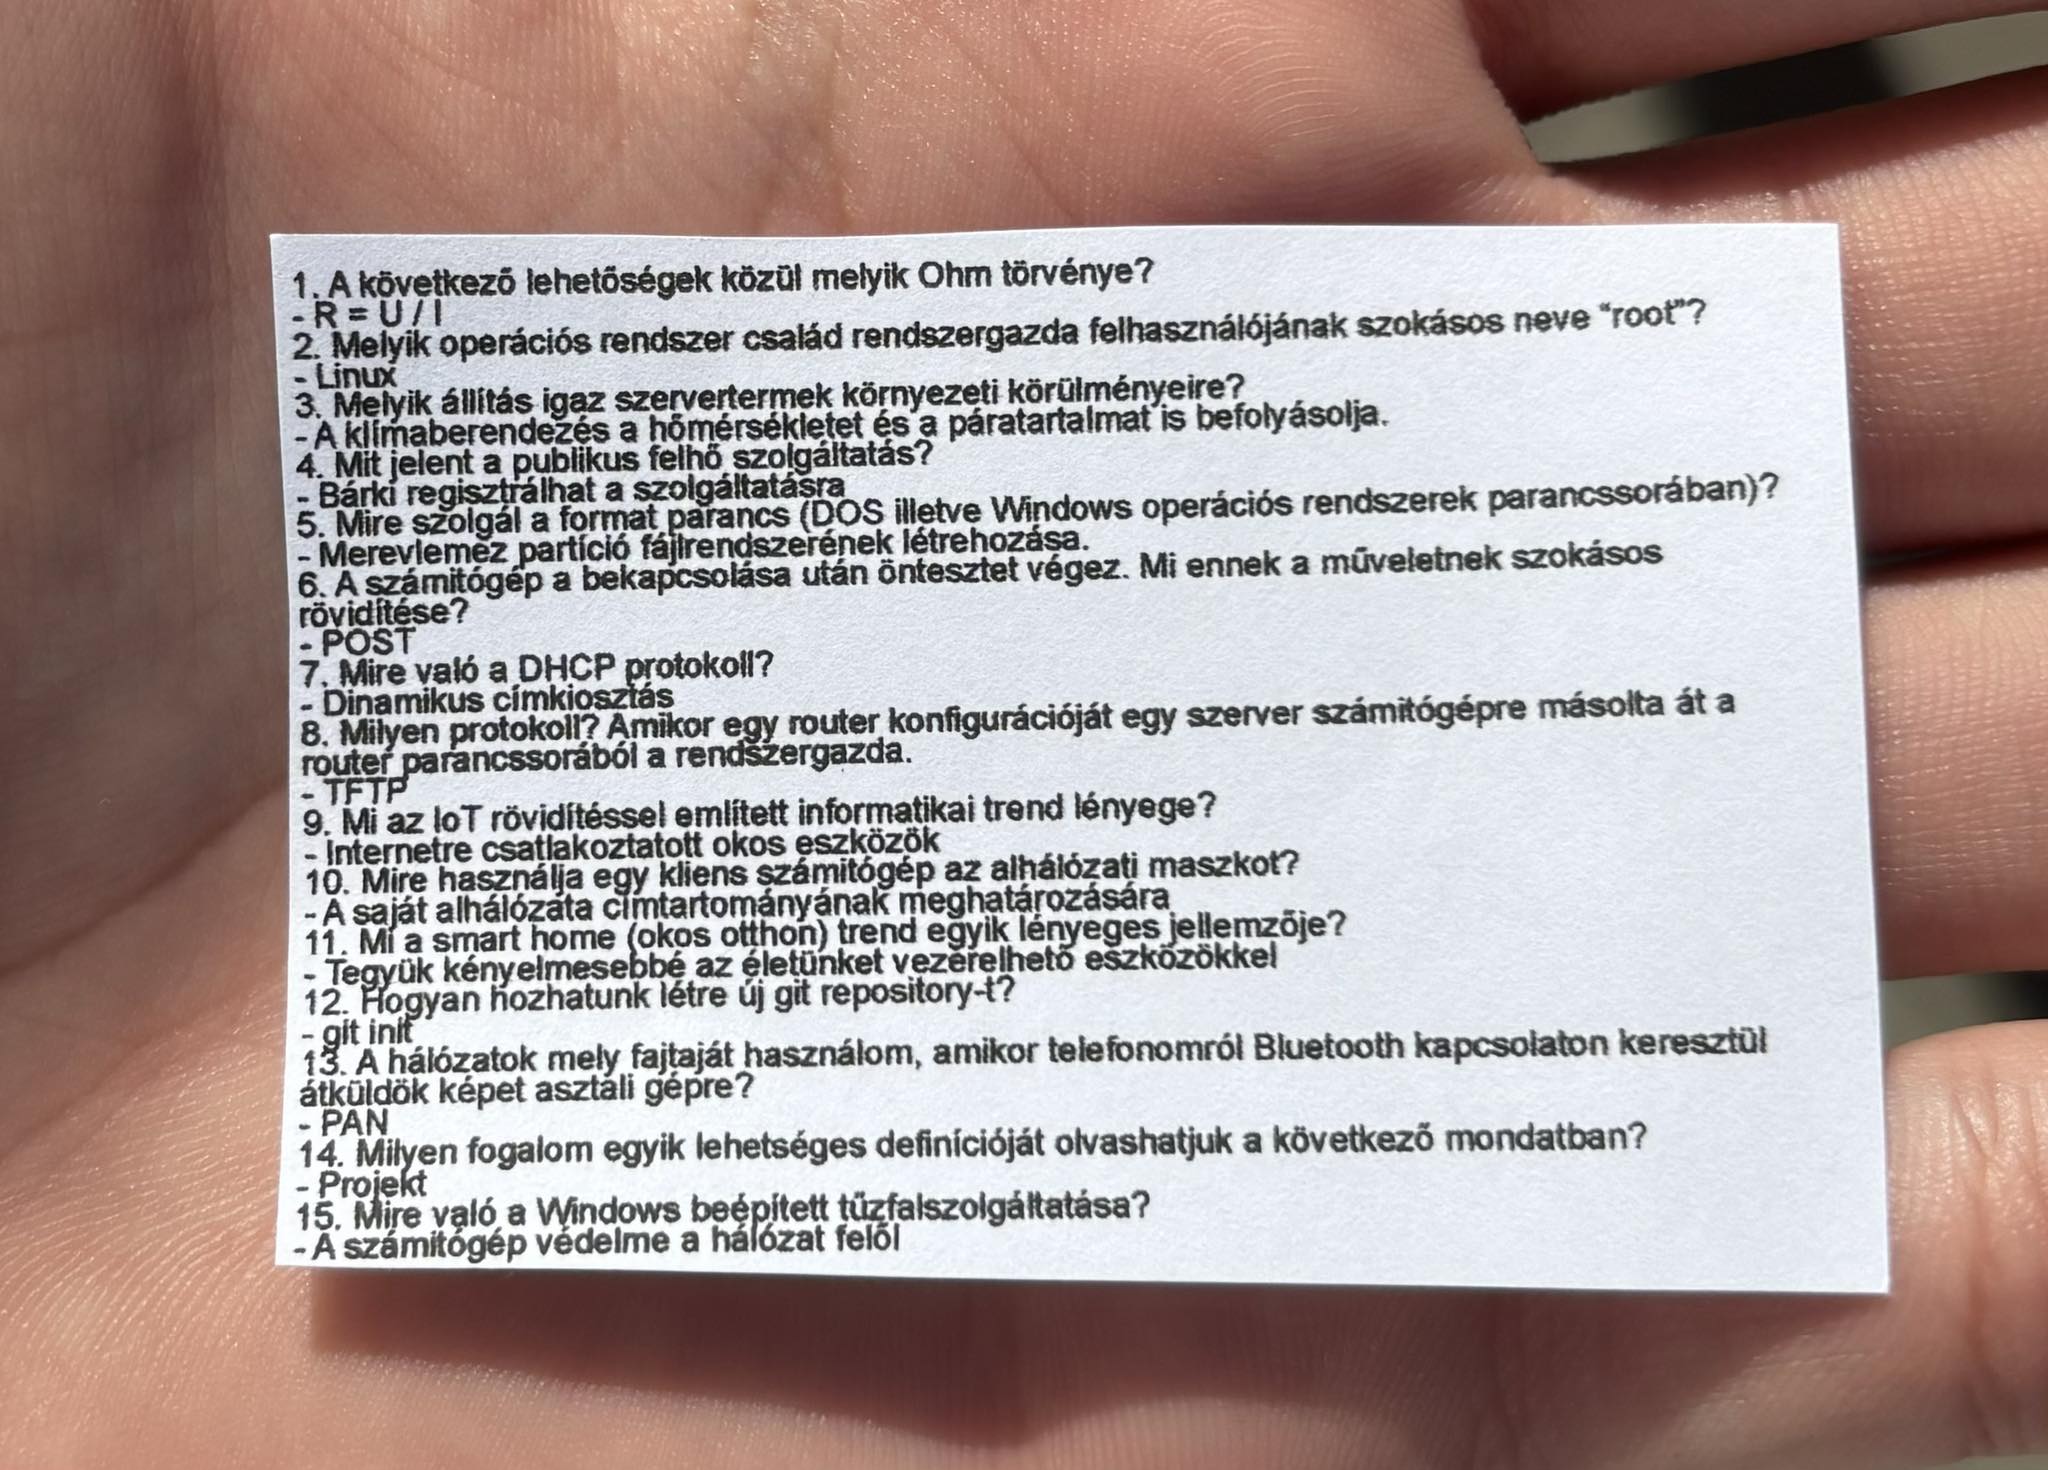 1. A következő lehetőségek közül melyik Ohm törvénye?
- R = U / I
2. Melyik operációs rendszer család rendszergazda felhasználójának szokásos neve “root”?
- Linux
3. Melyik állítás igaz szervertermek környezeti körülményeire?
- A klímaberendezés a hőmérsékletet és a páratartalmat is befolyásolja.
4. Mit jelent a publikus felhő szolgáltatás?
- Bárki regisztrálhat a szolgáltatásra
5. Mire szolgál a format parancs (DOS illetve Windows operációs rendszerek parancssorában)?
- Merevlemez partíció fájlrendszerének létrehozása.
6. A számitógép a bekapcsolása után öntesztet végez. Mi ennek a műveletnek szokásos
rövidítése?
- POST
7. Mire való a DHCP protokoll?
- Dinamikus címkiosztás
8. Milyen protokoll? Amikor egy router konfigurációját egy szerver számitógépre másolta át a
router parancssorából a rendszergazda.
- TFTP
9. Mi az IoT rövidítéssel említett informatikai trend lényege?
- Internetre csatlakoztatott okos eszközök
10. Mire használja egy kliens számitógép az alhálózati maszkot?
- A saját alhálózata címtartományának meghatározására
11. Mi a smart home (okos otthon) trend egyik lényeges jellemzője?
- Tegyük kényelmesebbé az életünket vezérelhető eszközökkel
12. Hogyan hozhatunk létre új git repository-t?
- git init
13. A hálózatok mely fajtaját használom, amikor telefonomról Bluetooth kapcsolaton keresztül
átküldök képet asztali gépre?
- PAN
14. Milyen fogalom egyik lehetséges definícióját olvashatjuk a következő mondatban?
- Projekt
15. Mire való a Windows beépített tűzfalszolgáltatása?
- A számitógép védelme a hálózat felől